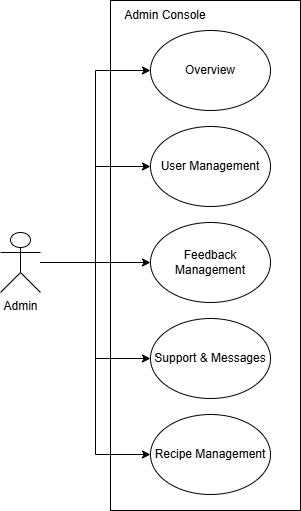 Admin Console
Overview
User Management
Feedback
Management
Admin
Support & Messages
Recipe Management